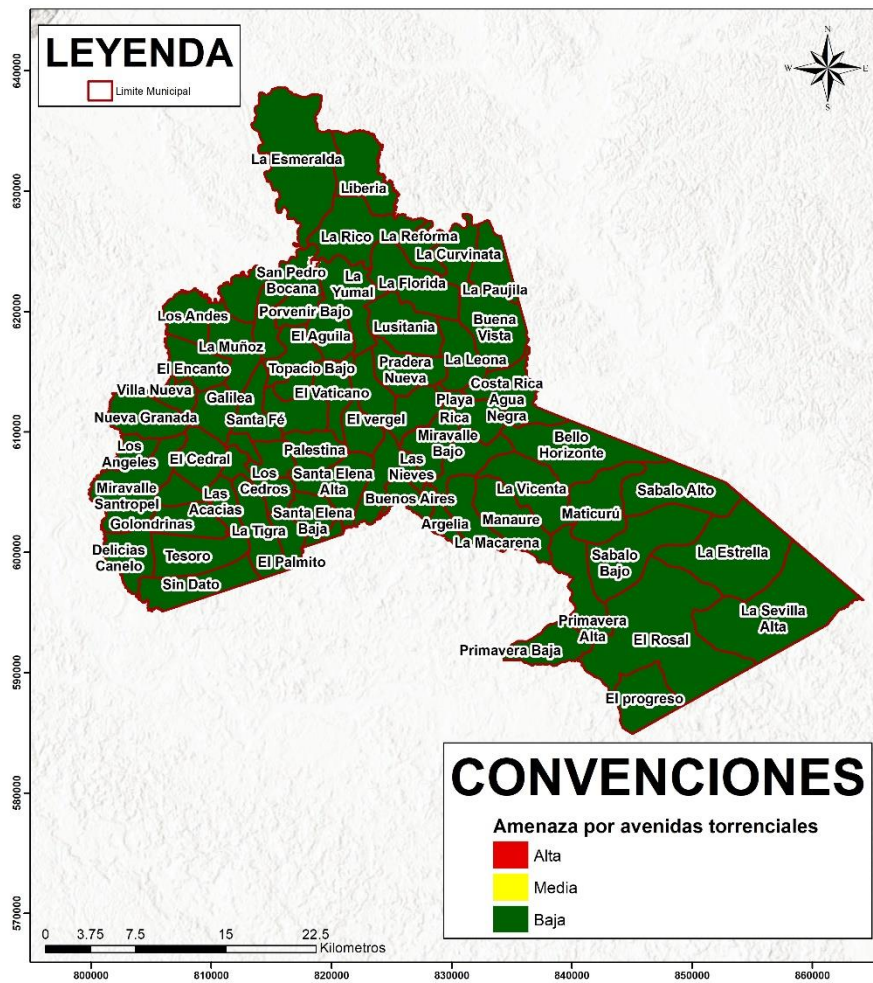 LEYENDA
Limite Municipal
N
W
E
S
640000
630000
620000
610000
600000
590000
580000
570000
La Esmeralda
Liberia
La Rico
La Reforma
La Curvinata
San Pedro
Bocana
La
Yumal
La Florida
La Paujila
Los Andes
Porvenir Bajo
Lusitania
Buena
Vista
La Muñoz
El Aguila
El Encanto
Topacio Bajo
Pradera
Nueva
La Leona
Villa Nueva
Galilea
El Vaticano
Costa Rica
Playa
Rica
Agua
Negra
Nueva Granada
Santa Fé
El vergel
Los
Angeles
El Cedral
Palestina
Miravalle
Bajo
Bello
Horizonte
Miravalle
Santropel
Las
Acacias
Los
Cedros
Santa Elena
Alta
Las
Nieves
La Vicenta
Sabalo Alto
Golondrinas
La Tigra
Santa Elena
Baja
Buenos Aires
Argelia
Manaure
Maticurú
Delicias
Canelo
Tesoro
El Palmito
La Macarena
Sabalo
Bajo
La Estrella
Sin Dato
Primavera
Alta
La Sevilla
Alta
Primavera Baja
El Rosal
El progreso
CONVENCIONES
Amenaza por avenidas torrenciales
Alta
Media
Baja
0 3.75 7.5 15 22.5
Kilometros
800000 810000 820000 830000 840000 850000 860000